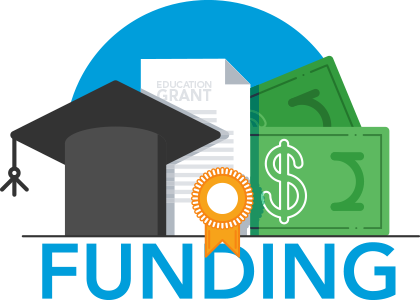 EDUCATION
GRANT
$
FUNDING